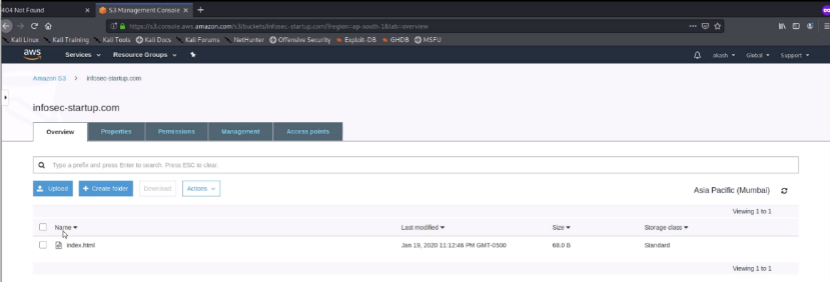 404 Not Found × S3 Management Console × +
https://s3.console.aws.amazon.com/s3/buckets/infosec-startup.com/?region=ap-south-1&tab=overview
Kali Linux Kali Training Kali Tools Kali Docs Kali Forums NetHunter Offensive Security Exploit-DB GHDB MSFU
aws Services Resource Groups akash Global Support
Amazon S3 > infosec-startup.com
infosec-startup.com
Overview Properties Permissions Management Access points
Type a prefix and press Enter to search. Press ESC to clear.
Upload + Create folder Download Actions Asia Pacific (Mumbai)
Viewing 1 to 1
Name Last modified Size Storage class
index.html Jan 19, 2020 11:12:46 PM GMT-0500 68.0 B Standard
Viewing 1 to 1